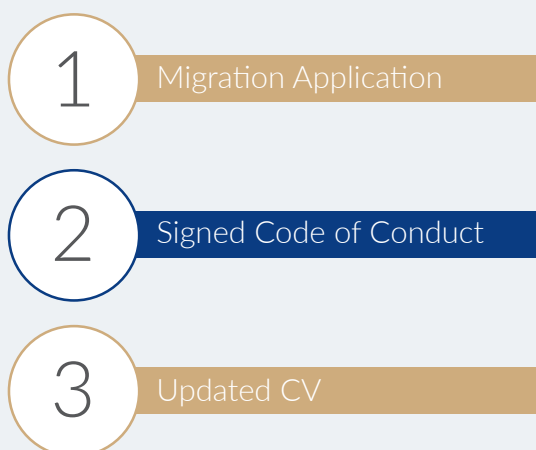 1
Migration Application
2
Signed Code of Conduct
3
Updated CV